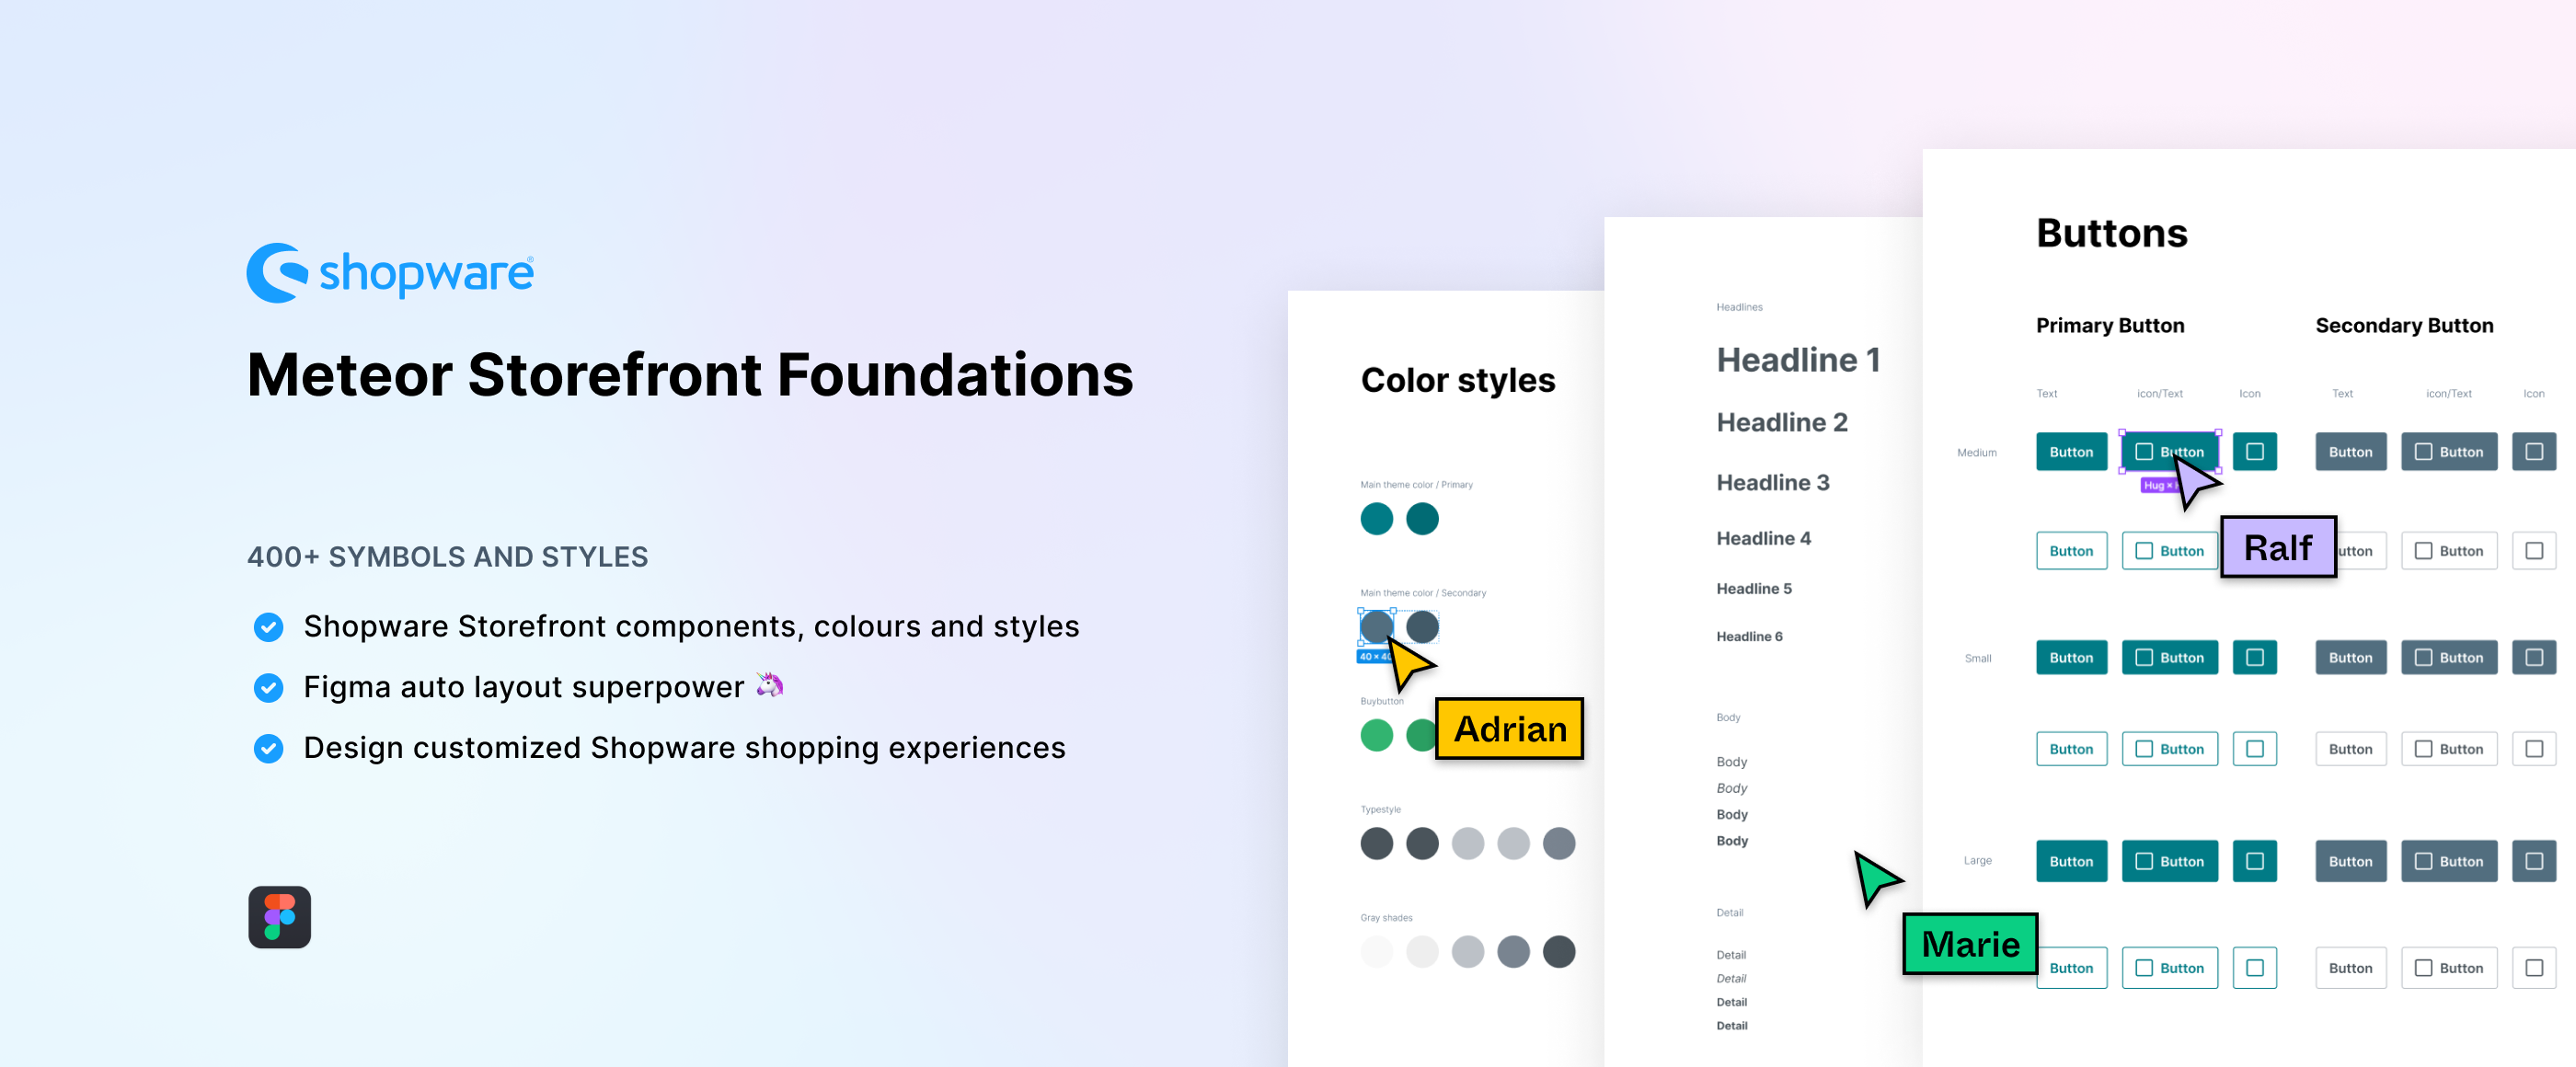 shopware®
Meteor Storefront Foundations
400+ SYMBOLS AND STYLES
Shopware Storefront components, colours and styles
Figma auto layout superpower 🦄
Design customized Shopware shopping experiences
Color styles
Main theme color / Primary
Main theme color / Secondary
40 × 40
Adrian
Buybutton
Typestyle
Gray shades
Headlines
Headline 1
Headline 2
Headline 3
Headline 4
Headline 5
Headline 6
Body
Body
Body
Body
Body
Detail
Detail
Detail
Detail
Detail
Marie
Buttons
Primary Button Secondary Button
Text icon/Text Icon Text icon/Text Icon
Medium Button Button Button Button
Hug ×
Ralf
Button Button utton Button
Small Button Button Button Button
Button Button Button Button
Large Button Button Button Button
Button Button Button Button